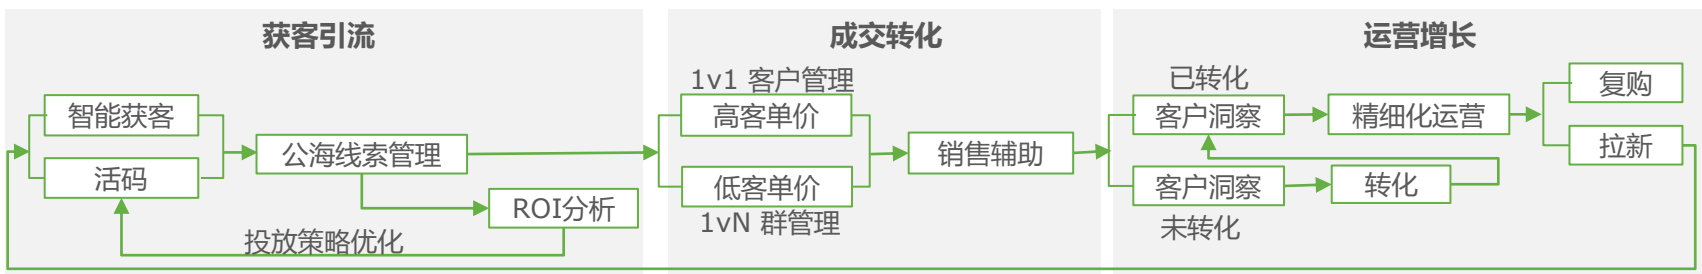 获客引流
智能获客
活码
公海线索管理
ROI分析
投放策略优化
成交转化
1v1 客户管理
高客单价
低客单价
1vN 群管理
销售辅助
运营增长
已转化
客户洞察
精细化运营
复购
拉新
客户洞察
转化
未转化